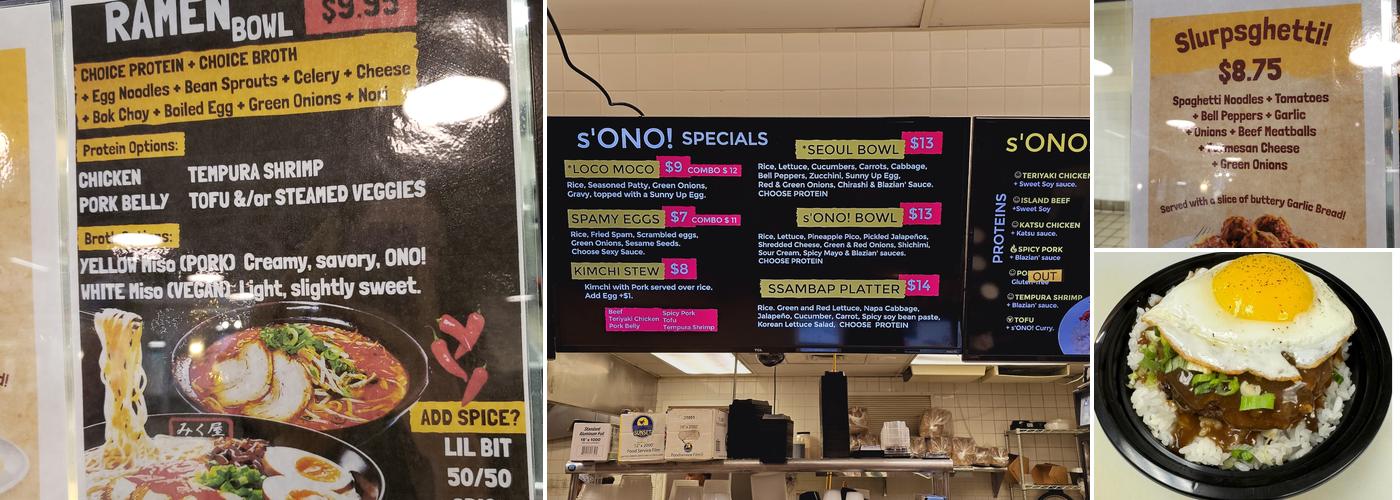 RAMEN BOWL $9.95
CHOICE PROTEIN + CHOICE BROTH
+ Egg Noodles + Bean Sprouts + Celery + Cheese
+ Bok Choy + Boiled Egg + Green Onions + Nori
Protein Options:
CHICKEN TEMPURA SHRIMP
PORK BELLY TOFU &/or STEAMED VEGGIES
YELLOW Miso (PORK) Creamy, savory, ONO!
WHITE Miso (VEGAN) Light, slightly sweet.
みく屋
ADD SPICE?
LIL BIT
50/50
s'ONO! SPECIALS
*LOCO MOCO $9 COMBO $ 12
Rice, Seasoned Patty, Green Onions,
Gravy, topped with a Sunny Up Egg.
SPAMY EGGS $7 COMBO $ 11
Rice, Fried Spam, Scrambled eggs,
Green Onions, Sesame Seeds.
Choose Sexy Sauce.
KIMCHI STEW $8
Kimchi with Pork served over rice.
Add Egg +$1.
Beef Spicy Pork
Teriyaki Chicken Tofu
Pork Belly Tempura Shrimp
*SEOUL BOWL $13
Rice, Lettuce, Cucumbers, Carrots, Cabbage,
Bell Peppers, Zucchini, Sunny Up Egg,
Red & Green Onions, Chirashi & Blazian' Sauce.
CHOOSE PROTEIN
s'ONO! BOWL $13
Rice, Lettuce, Pineapple Pico, Pickled Jalapeños,
Shredded Cheese, Green & Red Onions, Shichimi,
Sour Cream, Spicy Mayo & Blazian' sauces.
CHOOSE PROTEIN
SSAMBAP PLATTER $14
Rice. Green and Red Lettuce, Napa Cabbage,
Jalapeño, Cucumber, Carrot, Spicy soy bean paste,
Korean Lettuce Salad, CHOOSE PROTEIN
s'ONO
PROTEINS
TERIYAKI CHICKEN
+ Sweet Soy sauce.
ISLAND BEEF
+Sweet Soy
KATSU CHICKEN
+ Katsu sauce.
SPICY PORK
+ Blazian' sauce
OUT
TEMPURA SHRIMP
+ Blazian' sauce.
TOFU
+ s'ONO! Curry.
Standard
Aluminum Foil
18" x 1000'
SUNSET
Food Service Film
Slurpsghetti!
$8.75
Spaghetti Noodles + Tomatoes
+ Bell Peppers + Garlic
+ Onions + Beef Meatballs
+ Parmesan Cheese
+ Green Onions
Served with a slice of buttery Garlic Bread!